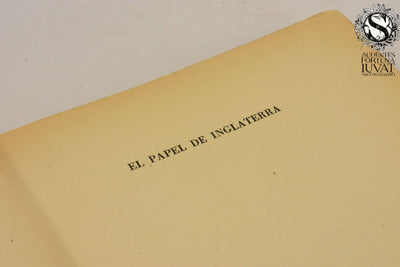 EL PAPEL DE INGLATERRA
S
AUDENTES
FORTUNA
IUVAT